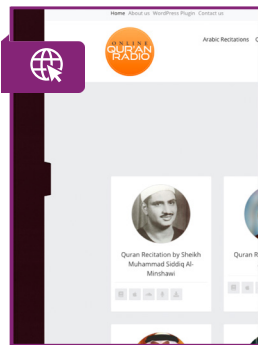 Home About us WordPress Plugin Contact us
ONLINE
QUR'AN
RADIO
Arabic Recitations
Quran Recitation by Sheikh
Muhammad Siddiq Al-
Minshawi
Quran R